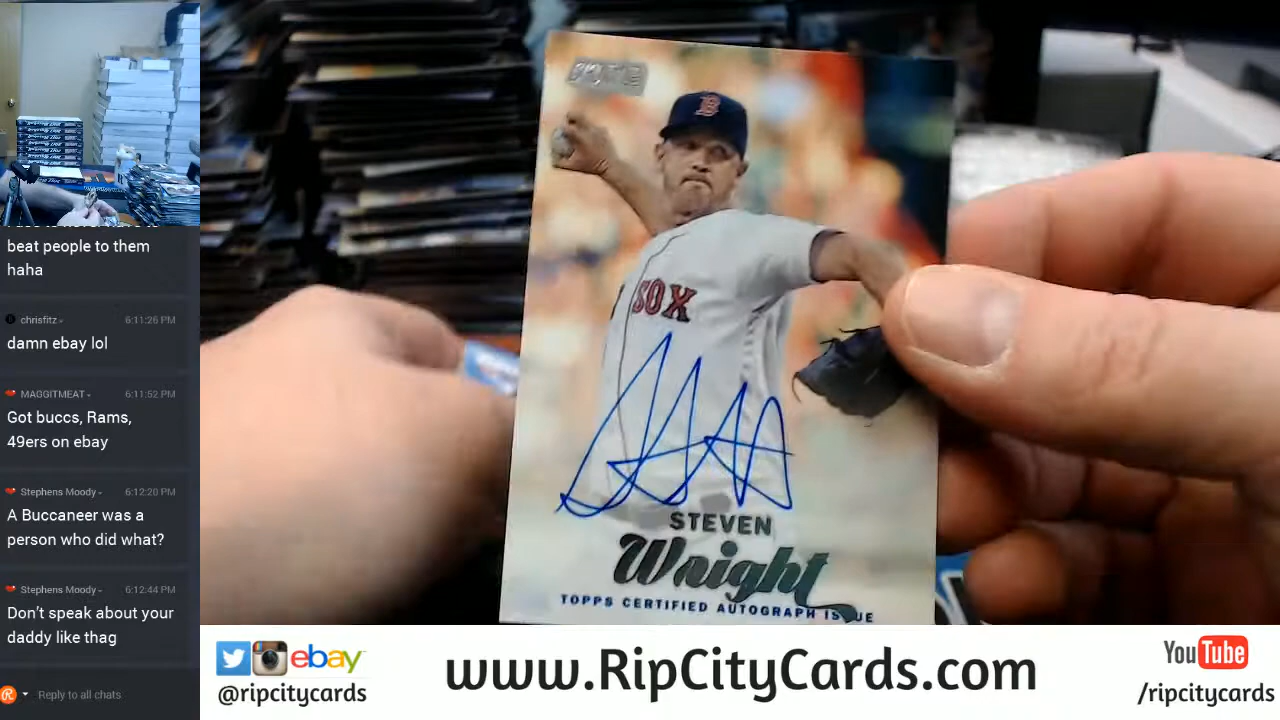 beat people to them
haha
chrisfitz
6:11:26 PM
damn ebay lol
MAGGITMEAT
6:11:52 PM
Got buccs, Rams,
49ers on ebay
Stephens Moody
6:12:20 PM
A Buccaneer was a
person who did what?
Stephens Moody
6:12:44 PM
Don't speak about your
daddy like thag
Reply to all chats
B
SOX
STEVEN
Wright
TOPPS CERTIFIED AUTOGRAPH ISSUE
ebay
@ripcitycards
www.RipCityCards.com
YouTube
/ripcitycards